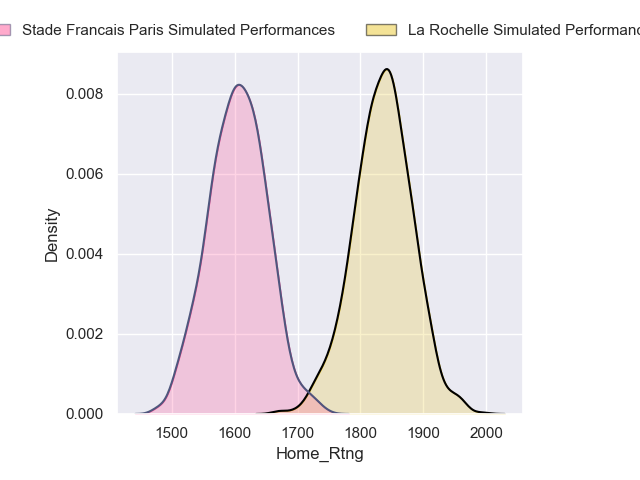 Stade Francais Paris Simulated Performances
La Rochelle Simulated
0.008
0.006
0.004
0.002
0.000
Density
1500 1600 1700 1800 1900 2000
Home_Rtng